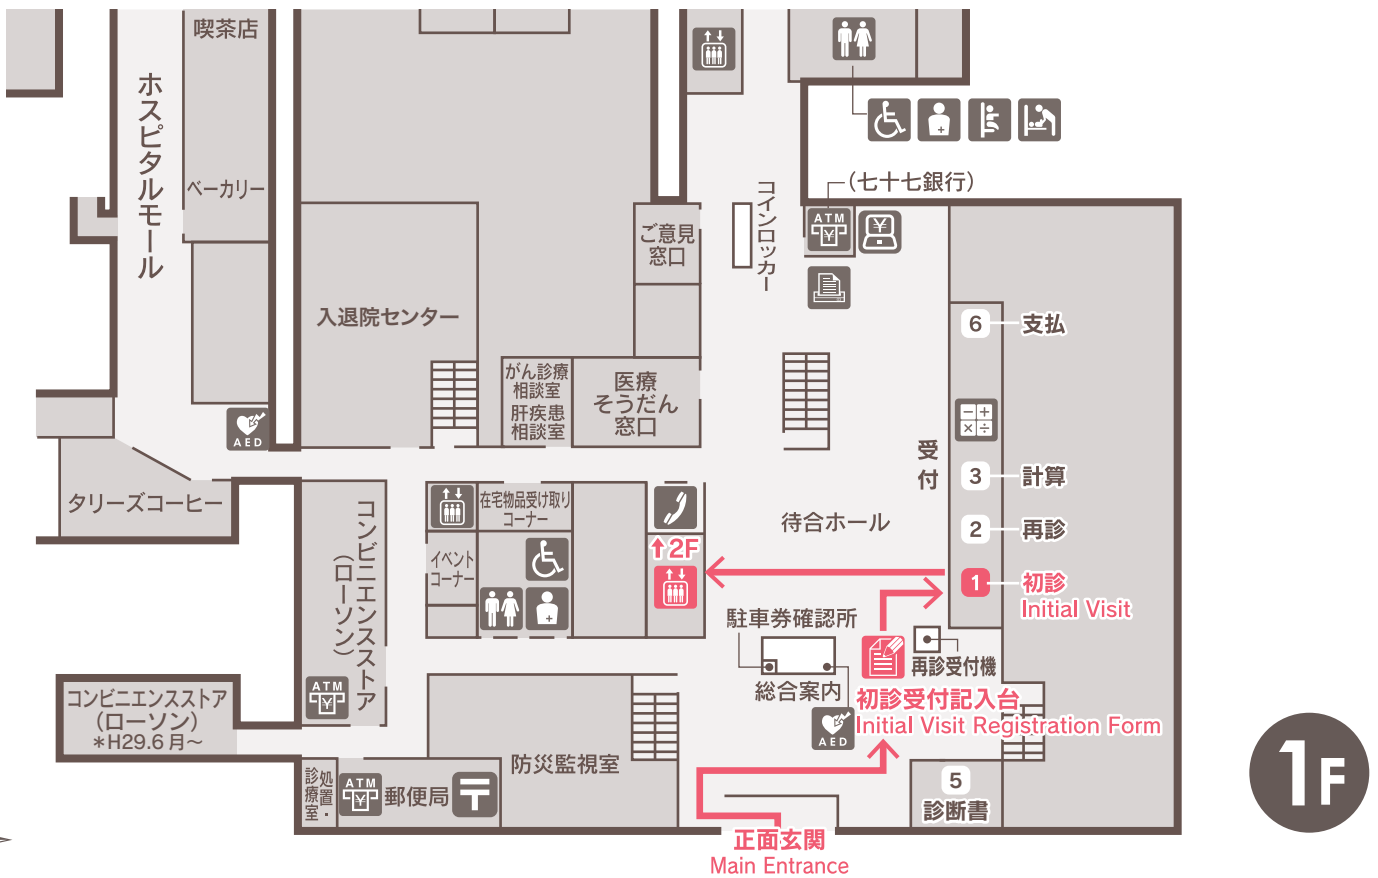 喫茶店
ホスピタルモール
ベーカリー
(七十七銀行)
ATM
コインロッカー
ご意見
窓口
入退院センター
6 支払
がん診療
相談室
肝疾患
相談室
医療
そうだん
窓口
AED
受付
− +
× ÷
3 計算
タリーズコーヒー
コンビニエンスストア
(ローソン)
在宅物品受け取り
コーナー
待合ホール
2 再診
イベント
コーナー
2F
1 初診
Initial Visit
駐車券確認所
総合案内
再診受付機
初診受付記入台
Initial Visit Registration Form
AED
ATM
コンビニエンスストア
(ローソン)
*H29.6月〜
防災監視室
処置・
診療室
ATM
郵便局
5
診断書
正面玄関
Main Entrance
1F